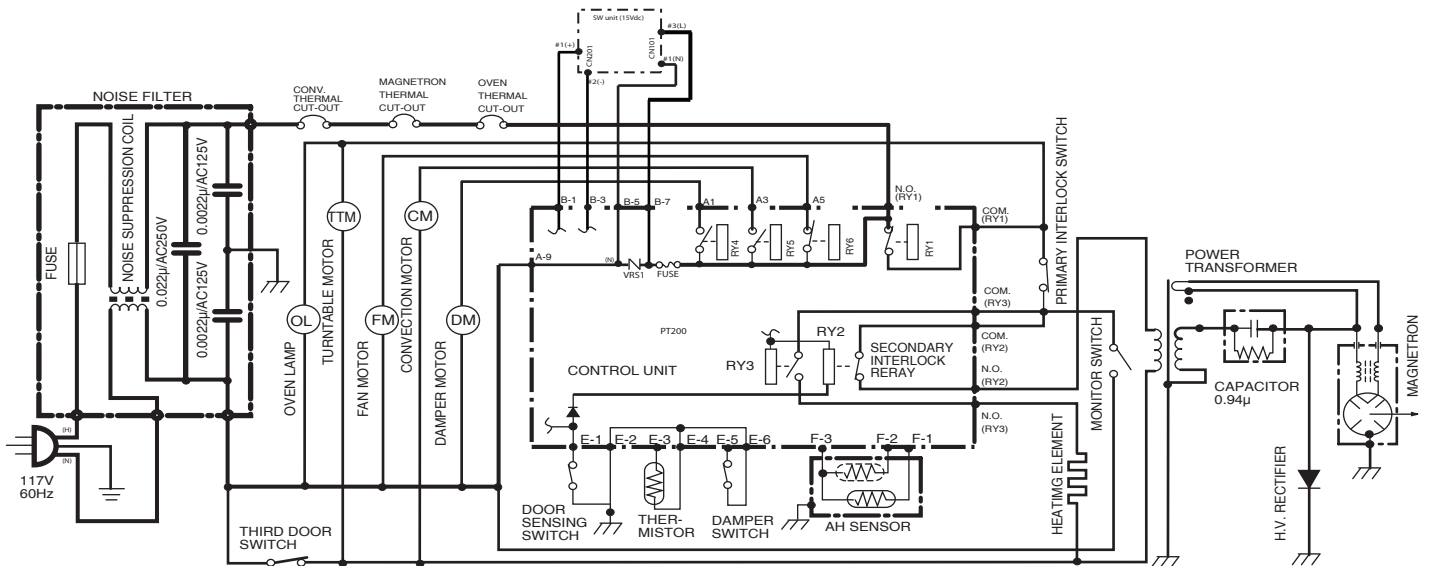 SW unit (15Vdc)
#3(L)
#1(+)
CN201
CN101
#1(N)
#2(-)
NOISE FILTER
CONV.
THERMAL
CUT-OUT
MAGNETRON
THERMAL
CUT-OUT
OVEN
THERMAL
CUT-OUT
FUSE
NOISE SUPPRESSION COIL
0.022µ/AC250V
0.0022µ/AC125V
0.0022µ/AC125V
(H)
(N)
117V
60Hz
OL
OVEN LAMP
TTM
TURNTABLE MOTOR
FM
FAN MOTOR
CM
CONVECTION MOTOR
DM
DAMPER MOTOR
THIRD DOOR
SWITCH
B-1
B-3
B-5
B-7
A1
A3
A5
N.O.
(RY1)
A-9
(N)
VRS1
FUSE
RY4
RY5
RY6
RY1
COM.
(RY1)
PRIMARY INTERLOCK SWITCH
PT200
CONTROL UNIT
RY3
RY2
SECONDARY
INTERLOCK
RERAY
COM.
(RY3)
COM.
(RY2)
N.O.
(RY2)
N.O.
(RY3)
E-1
E-2
E-3
E-4
E-5
E-6
F-3
F-2
F-1
DOOR
SENSING
SWITCH
THER-
MISTOR
DAMPER
SWITCH
AH SENSOR
HEATIMG ELEMENT
MONITOR SWITCH
POWER
TRANSFORMER
CAPACITOR
0.94µ
H.V. RECTIFIER
MAGNETRON